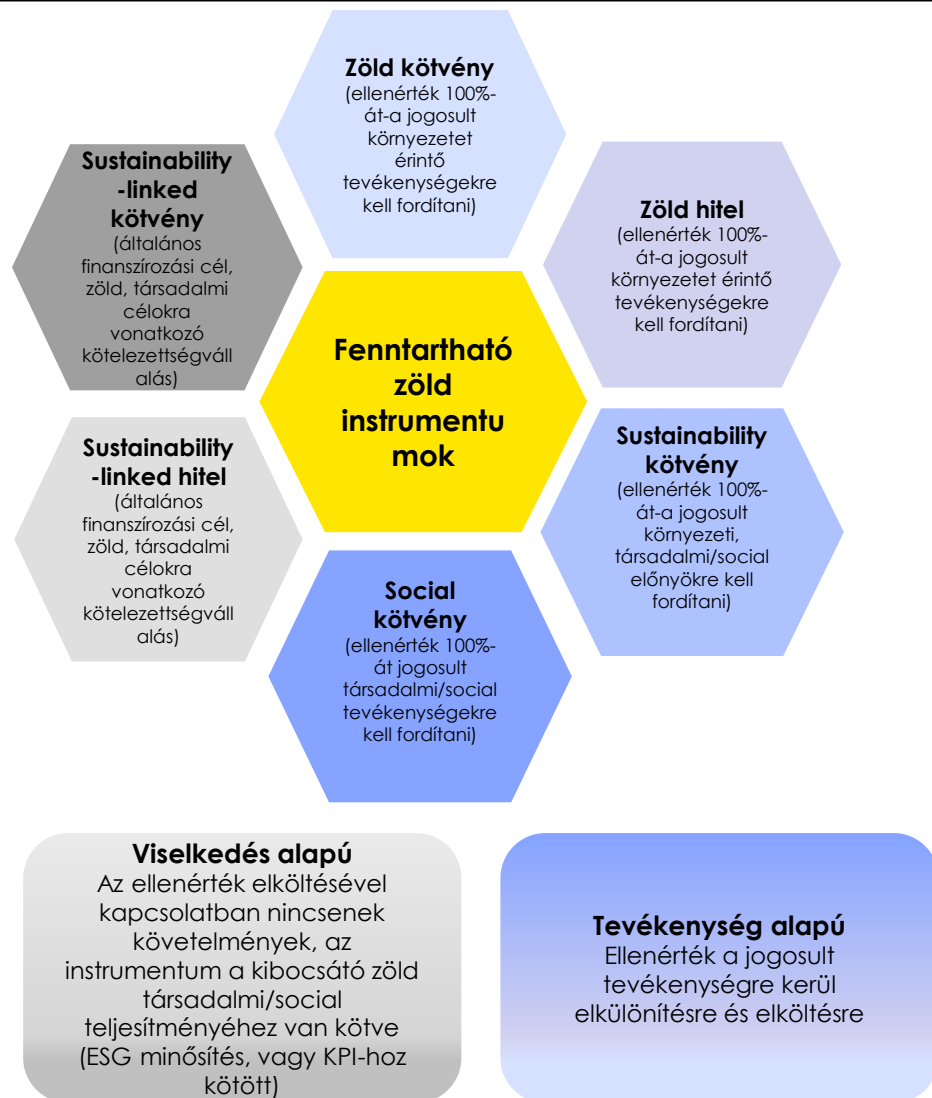 Zöld kötvény
(ellenérték 100%-
át-a jogosult
környezetet
érintő
tevékenységekre
kell fordítani)
Sustainability
-linked
kötvény
(általános
finanszírozási cél,
zöld, társadalmi
célokra
vonatkozó
kötelezettségváll
alás)
Zöld hitel
(ellenérték 100%-
át-a jogosult
környezetet érintő
tevékenységekre
kell fordítani)
Fenntartható
zöld
instrumentu
mok
Sustainability
-linked hitel
(általános
finanszírozási cél,
zöld, társadalmi
célokra
vonatkozó
kötelezettségváll
alás)
Sustainability
kötvény
(ellenérték 100%-
át-a jogosult
környezeti,
társadalmi/social
előnyökre kell
fordítani)
Social
kötvény
(ellenérték 100%-
át jogosult
társadalmi/social
tevékenységekre
kell fordítani)
Viselkedés alapú
Az ellenérték elköltésével
kapcsolatban nincsenek
követelmények, az
instrumentum a kibocsátó zöld
társadalmi/social
teljesítményéhez van kötve
(ESG minősítés, vagy KPI-hoz
kötött)
Tevékenység alapú
Ellenérték a jogosult
tevékenységre kerül
elkülönítésre és elköltésre